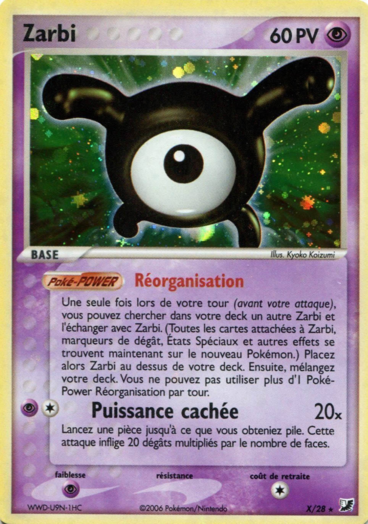 Zarbi 60 PV
Illus. Kyoko Koizumi
BASE
Poké-POWER Réorganisation
Une seule fois lors de votre tour (avant votre attaque),
vous pouvez chercher dans votre deck un autre Zarbi et
l'échanger avec Zarbi. (Toutes les cartes attachées à Zarbi,
marqueurs de dégât, États Spéciaux et autres effets se
trouvent maintenant sur le nouveau Pokémon.) Placez
alors Zarbi au dessus de votre deck. Ensuite, mélangez
votre deck. Vous ne pouvez pas utiliser plus d'1 Poké-
Power Réorganisation par tour.
Puissance cachée 20x
Lancez une pièce jusqu'à ce que vous obteniez pile. Cette
attaque inflige 20 dégâts multipliés par le nombre de faces.
faiblesse résistance coût de retraite
WWD-U9N-1HC ©2006 Pokémon/Nintendo X/28 ★